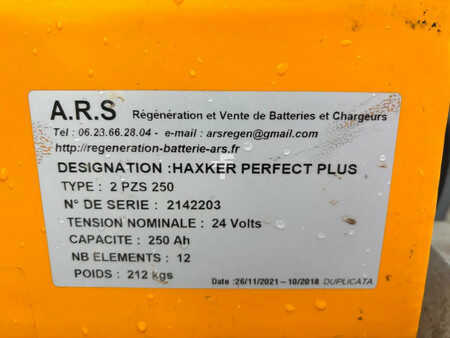 A.R.S Régénération et Vente de Batteries et Chargeurs
Tel : 06.23.66.28.04 - e-mail : arsregen@gmail.com
http://regeneration-batterie-ars.fr
DESIGNATION :HAXKER PERFECT PLUS
TYPE : 2 PZS 250
N° DE SERIE : 2142203
TENSION NOMINALE : 24 Volts
CAPACITE : 250 Ah
NB ELEMENTS : 12
POIDS : 212 kgs
Date :26/11/2021 - 10/2018 DUPLICATA